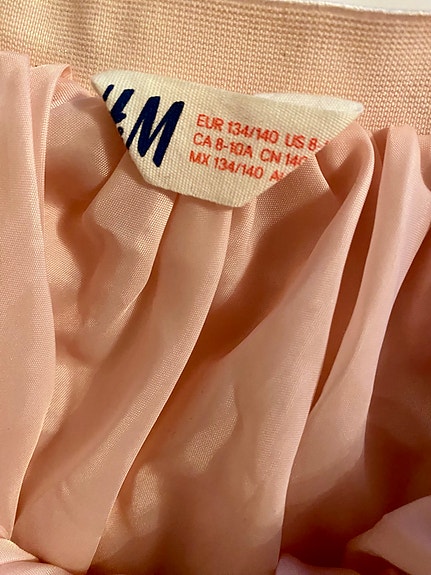 H&M
EUR 134/140 US 8-
CA 8-10A CN 140
MX 134/140